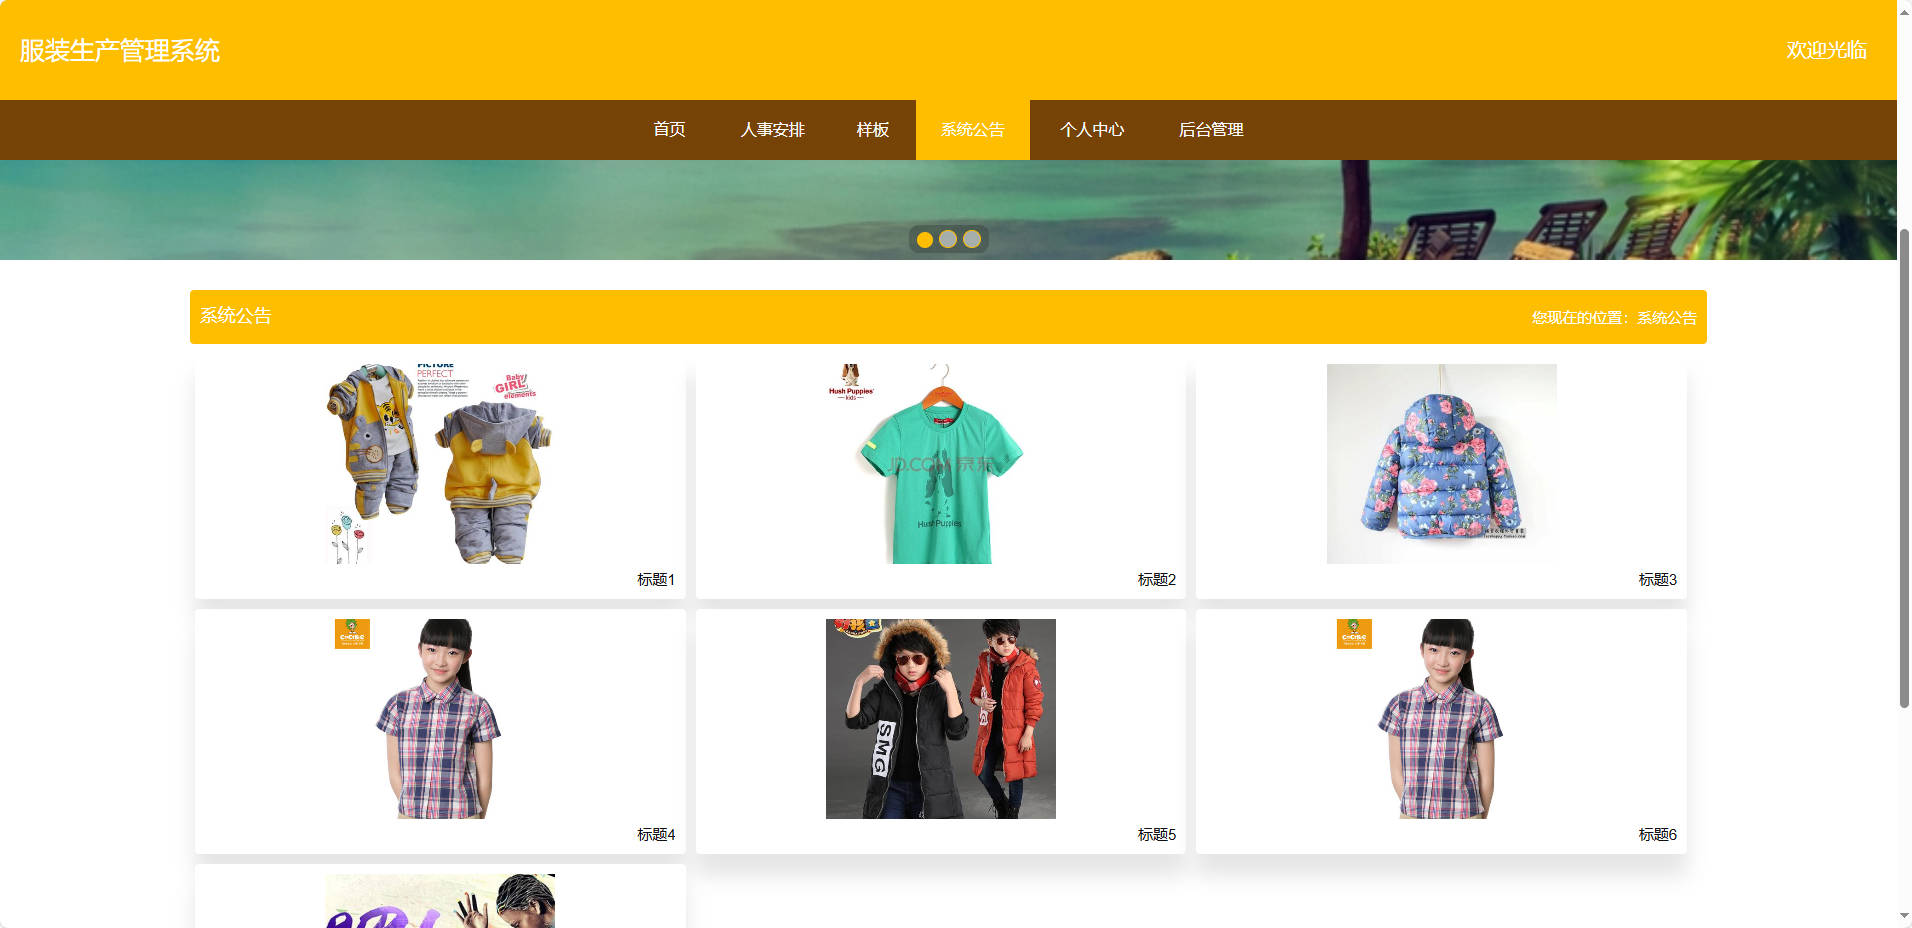 服装生产管理系统
欢迎光临
首页
人事安排
样板
系统公告
个人中心
后台管理
系统公告
您现在的位置：系统公告
PICTURE
PERFECT
Baby
GIRL
elements
Hush Puppies
kids
JD.COM 京东
Hush Puppies
标题1
标题2
标题3
SMG
标题4
标题5
标题6